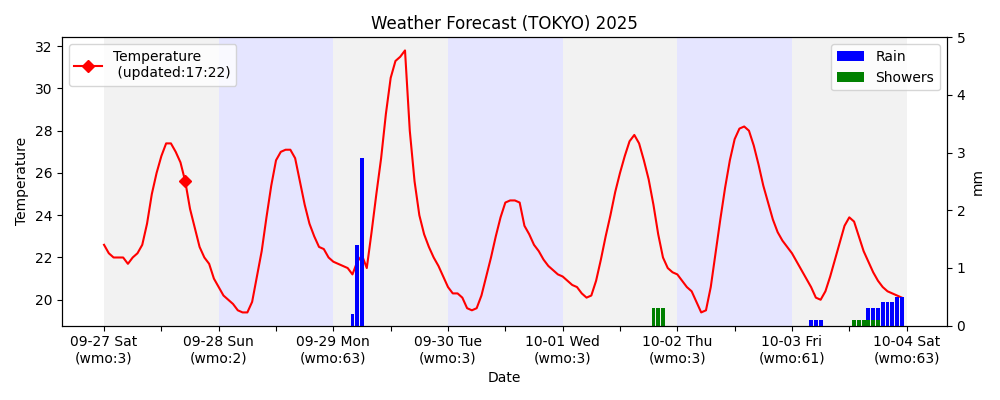 Weather Forecast (TOKYO) 2025
Temperature
(updated:17:22)
Rain
Showers
32
30
28
26
24
22
20
Temperature
5
4
3
2
1
0
mm
09-27 Sat 09-28 Sun 09-29 Mon 09-30 Tue 10-01 Wed 10-02 Thu 10-03 Fri 10-04 Sat
(wmo:3) (wmo:2) (wmo:63) (wmo:3) (wmo:3) (wmo:3) (wmo:61) (wmo:63)
Date